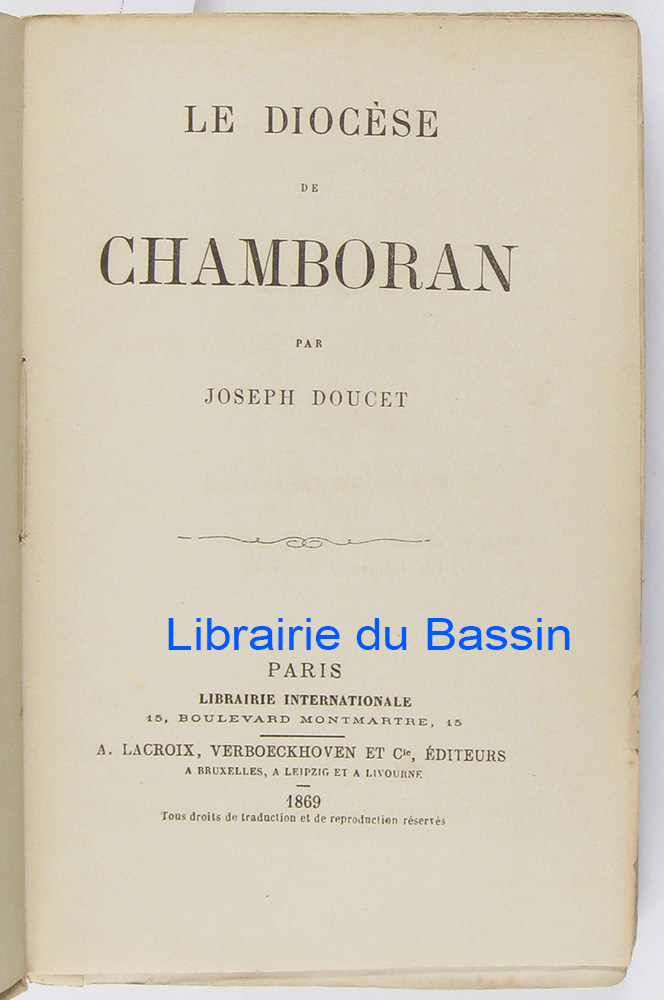 LE DIOCÈSE
DE
CHAMBORAN
PAR
JOSEPH DOUCET
Librairie du Bassin
PARIS
LIBRAIRIE INTERNATIONALE
15, BOULEVARD MONTMARTRE, 15
A. LACROIX, VERBOECKHOVEN ET Cie, ÉDITEURS
A BRUXELLES, A LEIPZIG ET A LIVOURNE
1869
Tous droits de traduction et de reproduction réservés